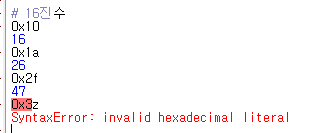 # 16진수
0x10
16
0x1a
26
0x2f
47
0x3z
SyntaxError: invalid hexadecimal literal